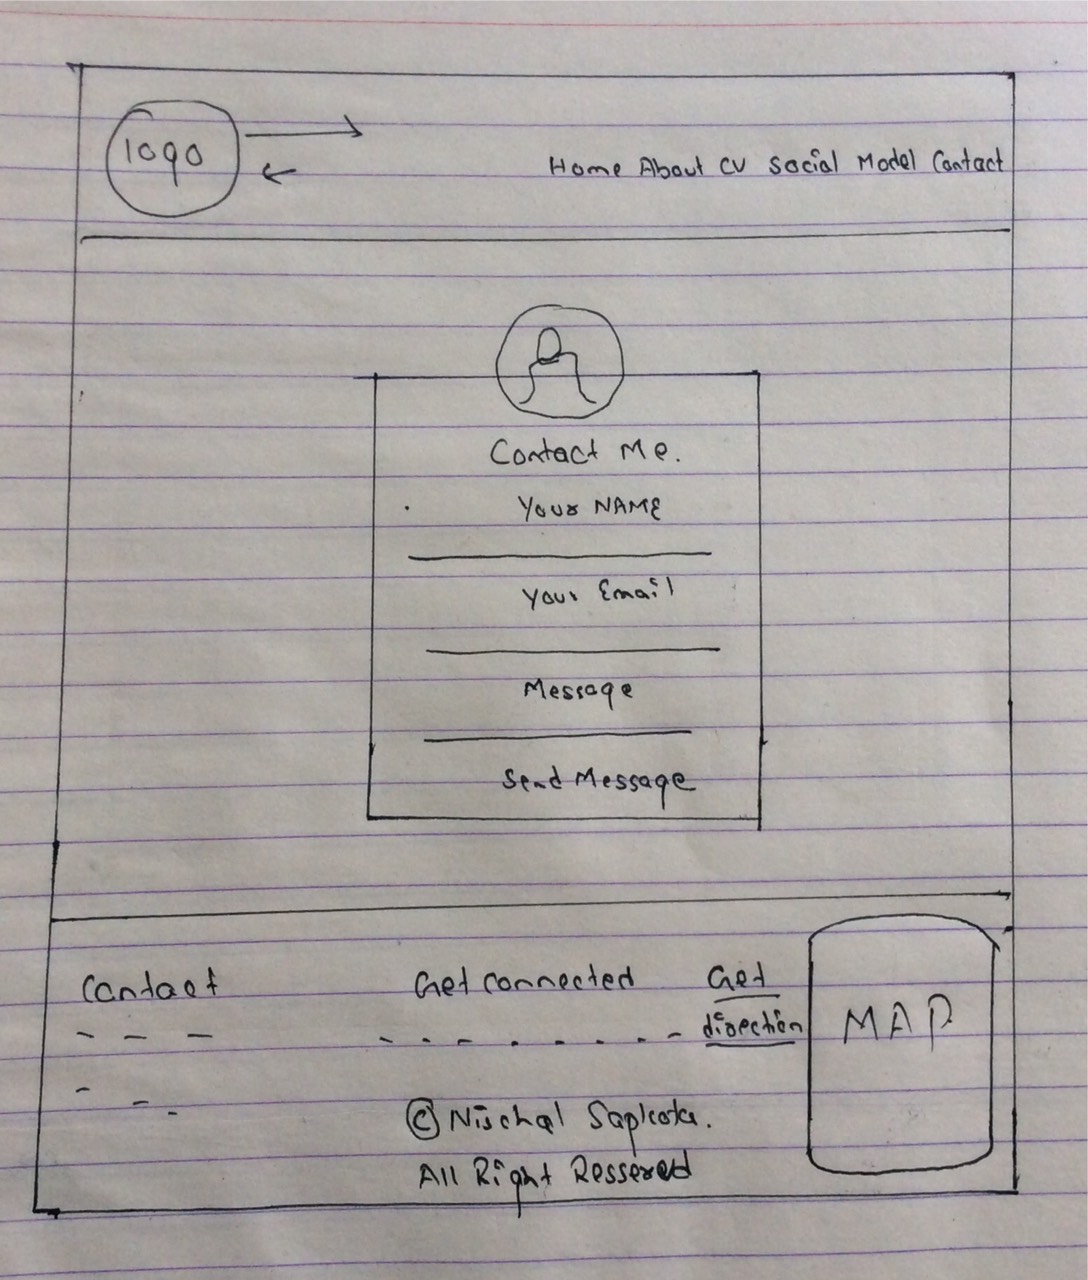 logo
Home About CV Social Model Contact
Contact Me.
Your NAME
Your Email
Message
Send Message
Contact
Get connected
Get
direction
MAP
© Nischal Sapkota.
All Right Ressered